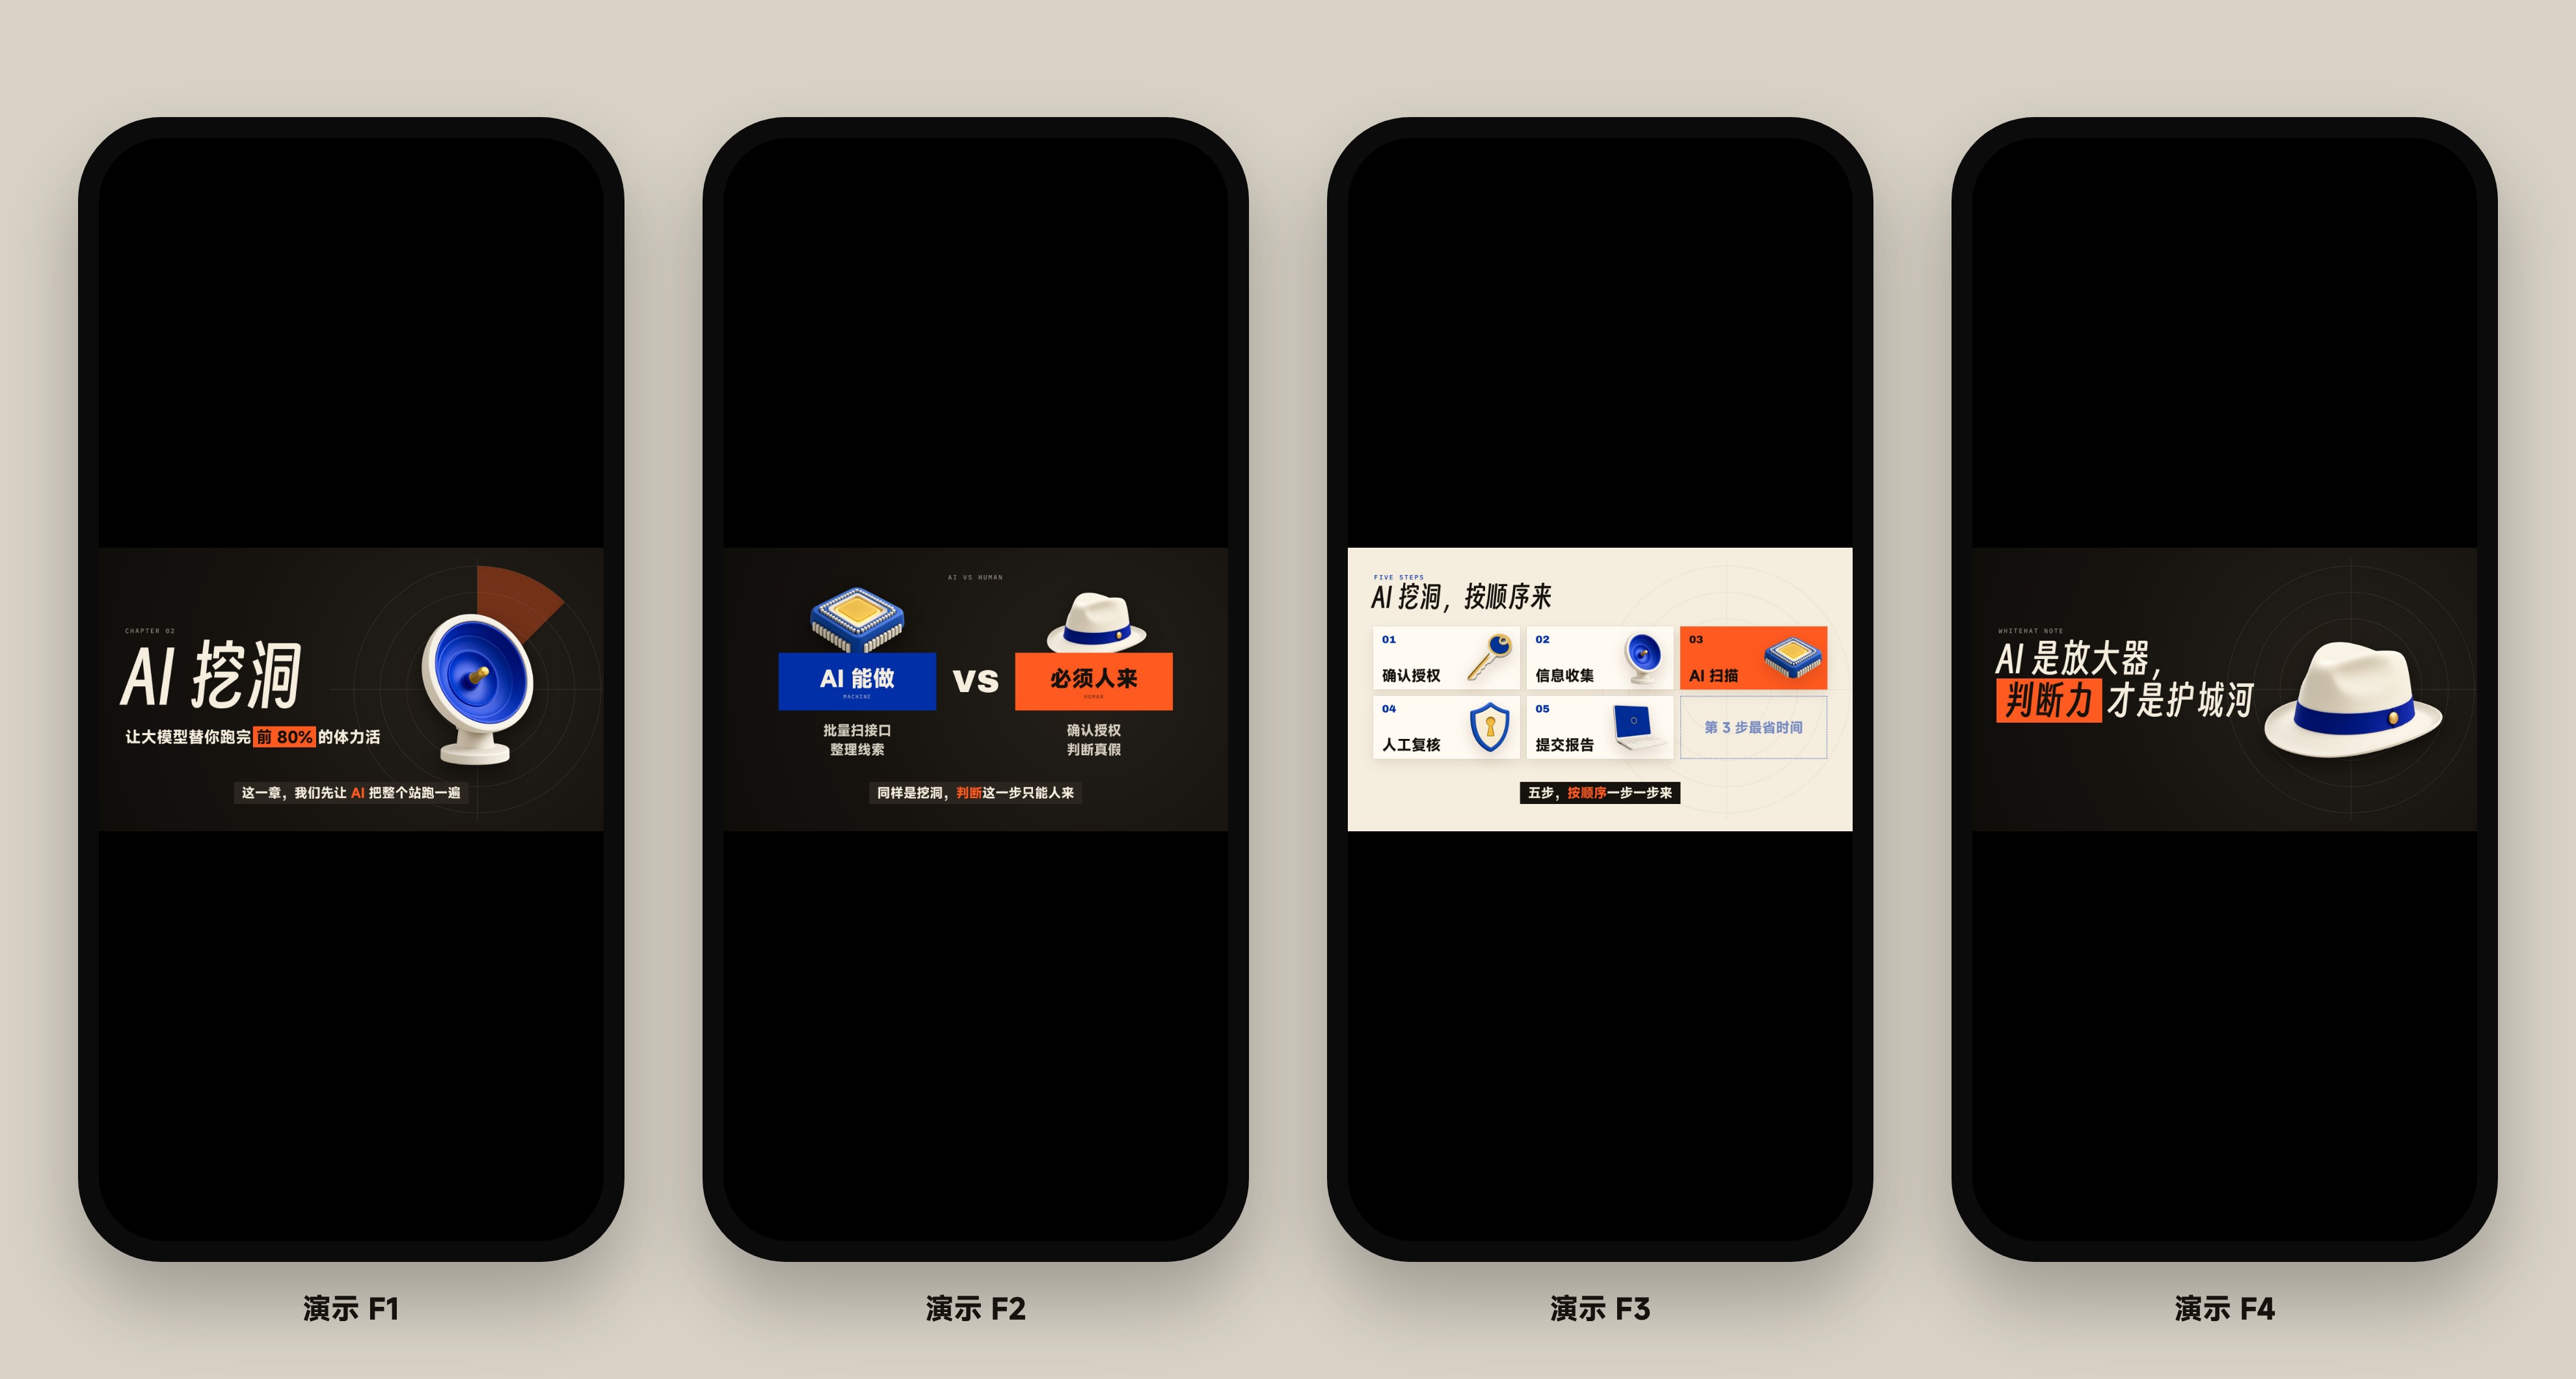 CHAPTER 02
AI 挖洞
让大模型替你跑完 前 80% 的体力活
这一章，我们先让 AI 把整个站跑一遍
演示 F1
AI VS HUMAN
AI 能做
MACHINE
VS
必须人来
HUMAN
批量扫接口
整理线索
确认授权
判断真假
同样是挖洞，判断这一步只能人来
演示 F2
FIVE STEPS
AI 挖洞，按顺序来
01
确认授权
02
信息收集
03
AI 扫描
04
人工复核
05
提交报告
第 3 步最省时间
五步，按顺序一步一步来
演示 F3
WHITEHAT NOTE
AI 是放大器，
判断力 才是护城河
演示 F4